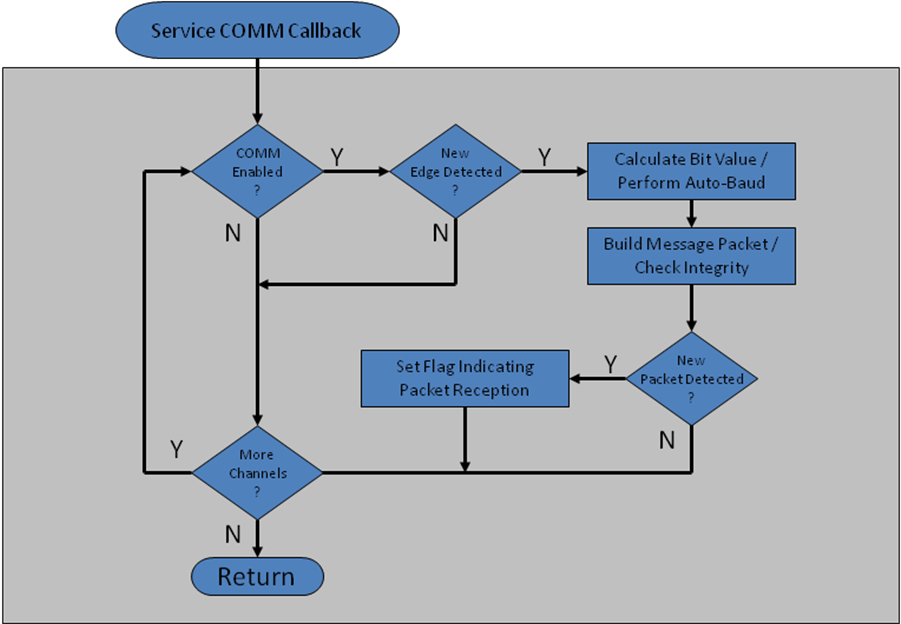 Service COMM Callback
COMM
Enabled
?
Y
New
Edge Detected
?
Y
Calculate Bit Value /
Perform Auto-Baud
N
N
Build Message Packet /
Check Integrity
Set Flag Indicating
Packet Reception
Y
New
Packet Detected
?
N
Y
More
Channels
?
N
Return